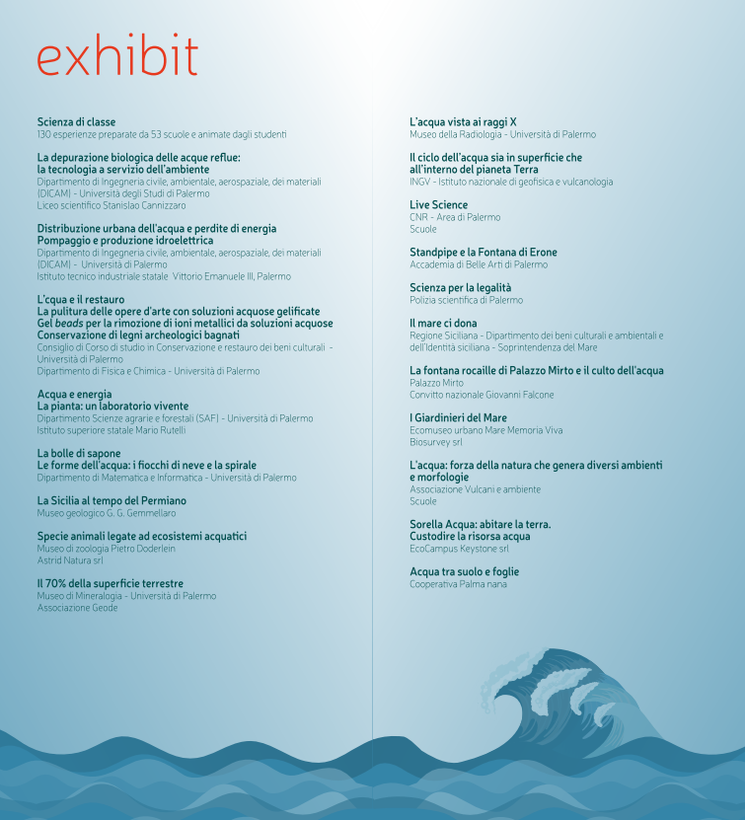 exhibit
Scienza di classe
130 esperienze preparate da 53 scuole e animate dagli studenti
La depurazione biologica delle acque reflue:
la tecnologia a servizio dell'ambiente
Dipartimento di Ingegneria civile, ambientale, aerospaziale, dei materiali
(DICAM) - Università degli Studi di Palermo
Liceo scientifico Stanislao Cannizzaro
Distribuzione urbana dell'acqua e perdite di energia
Pompaggio e produzione idroelettrica
Dipartimento di Ingegneria civile, ambientale, aerospaziale, dei materiali
(DICAM) - Università di Palermo
Istituto tecnico industriale statale Vittorio Emanuele III, Palermo
L'cqua e il restauro
La pulitura delle opere d'arte con soluzioni acquose gelificate
Gel beads per la rimozione di ioni metallici da soluzioni acquose
Conservazione di legni archeologici bagnati
Consiglio di Corso di studio in Conservazione e restauro dei beni culturali -
Università di Palermo
Dipartimento di Fisica e Chimica - Università di Palermo
Acqua e energia
La pianta: un laboratorio vivente
Dipartimento Scienze agrarie e forestali (SAF) - Università di Palermo
Istituto superiore statale Mario Rutelli
La bolle di sapone
Le forme dell'acqua: i fiocchi di neve e la spirale
Dipartimento di Matematica e Informatica - Università di Palermo
La Sicilia al tempo del Permiano
Museo geologico G. G. Gemmellaro
Specie animali legate ad ecosistemi acquatici
Museo di zoologia Pietro Doderlein
Astrid Natura srl
Il 70% della superficie terrestre
Museo di Mineralogia - Università di Palermo
Associazione Geode
L'acqua vista ai raggi X
Museo della Radiologia - Università di Palermo
Il ciclo dell'acqua sia in superficie che
all'interno del pianeta Terra
INGV - Istituto nazionale di geofisica e vulcanologia
Live Science
CNR - Area di Palermo
Scuole
Standpipe e la Fontana di Erone
Accademia di Belle Arti di Palermo
Scienza per la legalità
Polizia scientifica di Palermo
Il mare ci dona
Regione Siciliana - Dipartimento dei beni culturali e ambientali e
dell'Identità siciliana - Soprintendenza del Mare
La fontana rocaille di Palazzo Mirto e il culto dell'acqua
Palazzo Mirto
Convitto nazionale Giovanni Falcone
I Giardinieri del Mare
Ecomuseo urbano Mare Memoria Viva
Biosurvey srl
L'acqua: forza della natura che genera diversi ambienti
e morfologie
Associazione Vulcani e ambiente
Scuole
Sorella Acqua: abitare la terra.
Custodire la risorsa acqua
EcoCampus Keystone srl
Acqua tra suolo e foglie
Cooperativa Palma nana